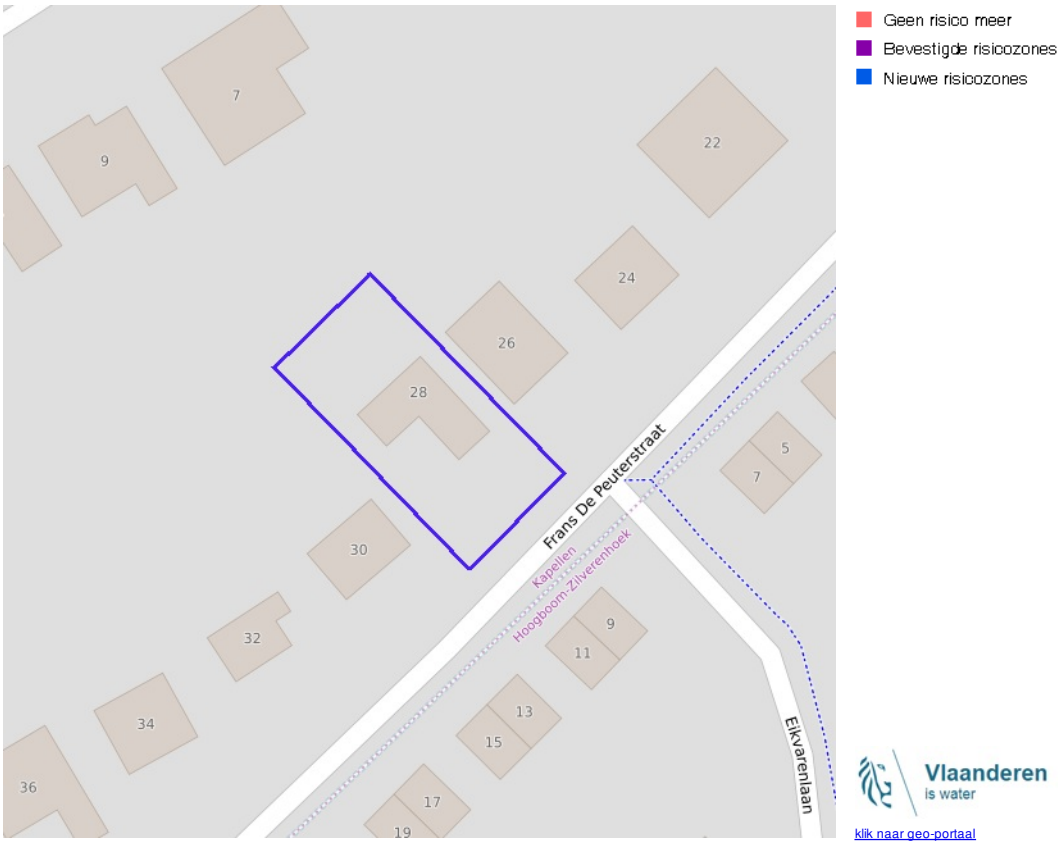 Geen risico meer
Bevestigde risicozones
Nieuwe risicozones
7
9
22
24
26
28
5
7
Frans De Peuterstraat
Kapellen
Hoogboom-Zilverenhoek
30
9
11
32
13
34
15
Eikvarenlaan
36
17
19
Vlaanderen
is water
klik naar geo-portaal